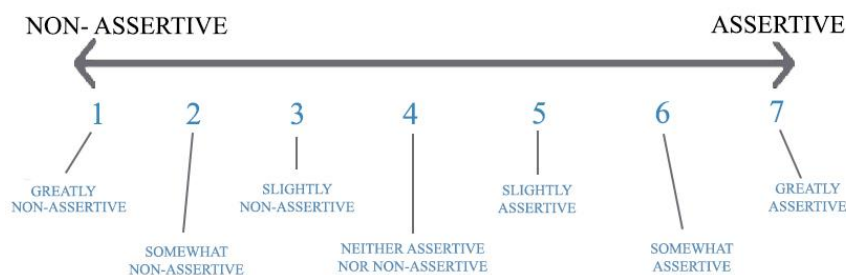 NON- ASSERTIVE
ASSERTIVE
1 2 3 4 5 6 7
GREATLY
NON-ASSERTIVE
SOMEWHAT
NON-ASSERTIVE
SLIGHTLY
NON-ASSERTIVE
NEITHER ASSERTIVE
NOR NON-ASSERTIVE
SLIGHTLY
ASSERTIVE
SOMEWHAT
ASSERTIVE
GREATLY
ASSERTIVE